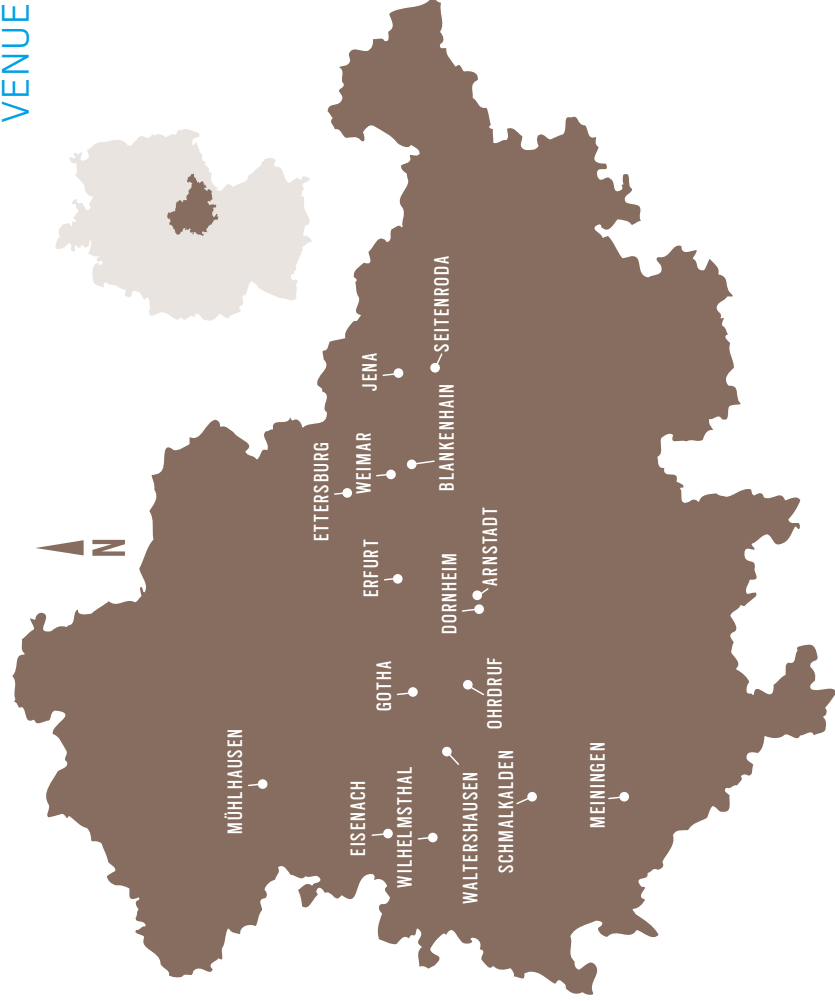 VENUE
N
MÜHLHAUSEN
ETTERSBURG
WEIMAR
JENA
EISENACH
GOTHA
ERFURT
WILHELMSTHAL
DORNHEIM
BLANKENHAIN
SEITENRODA
WALTERSHAUSEN
OHRDRUF
ARNSTADT
SCHMALKALDEN
MEININGEN